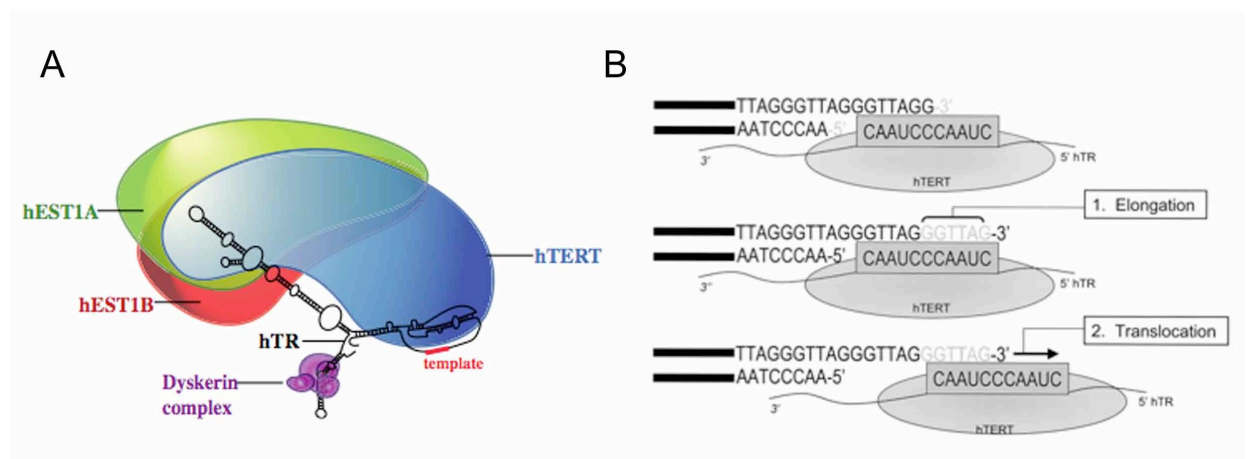 A
hEST1A
hEST1B
hTERT
hTR
template
Dyskerin
complex
B
TTAGGGTTAGGGTTAGG-3'
AATCCCAA-5'
CAAUCCCAAUC
3'
5' hTR
hTERT
1. Elongation
TTAGGGTTAGGGTTAGGGTTAG-3'
AATCCCAA-5'
CAAUCCCAAUC
3"
5' hTR
hTERT
2. Translocation
TTAGGGTTAGGGTTAGGGTTAG-3'
AATCCCAA-5'
CAAUCCCAAUC
3'
5' hTR
hTERT